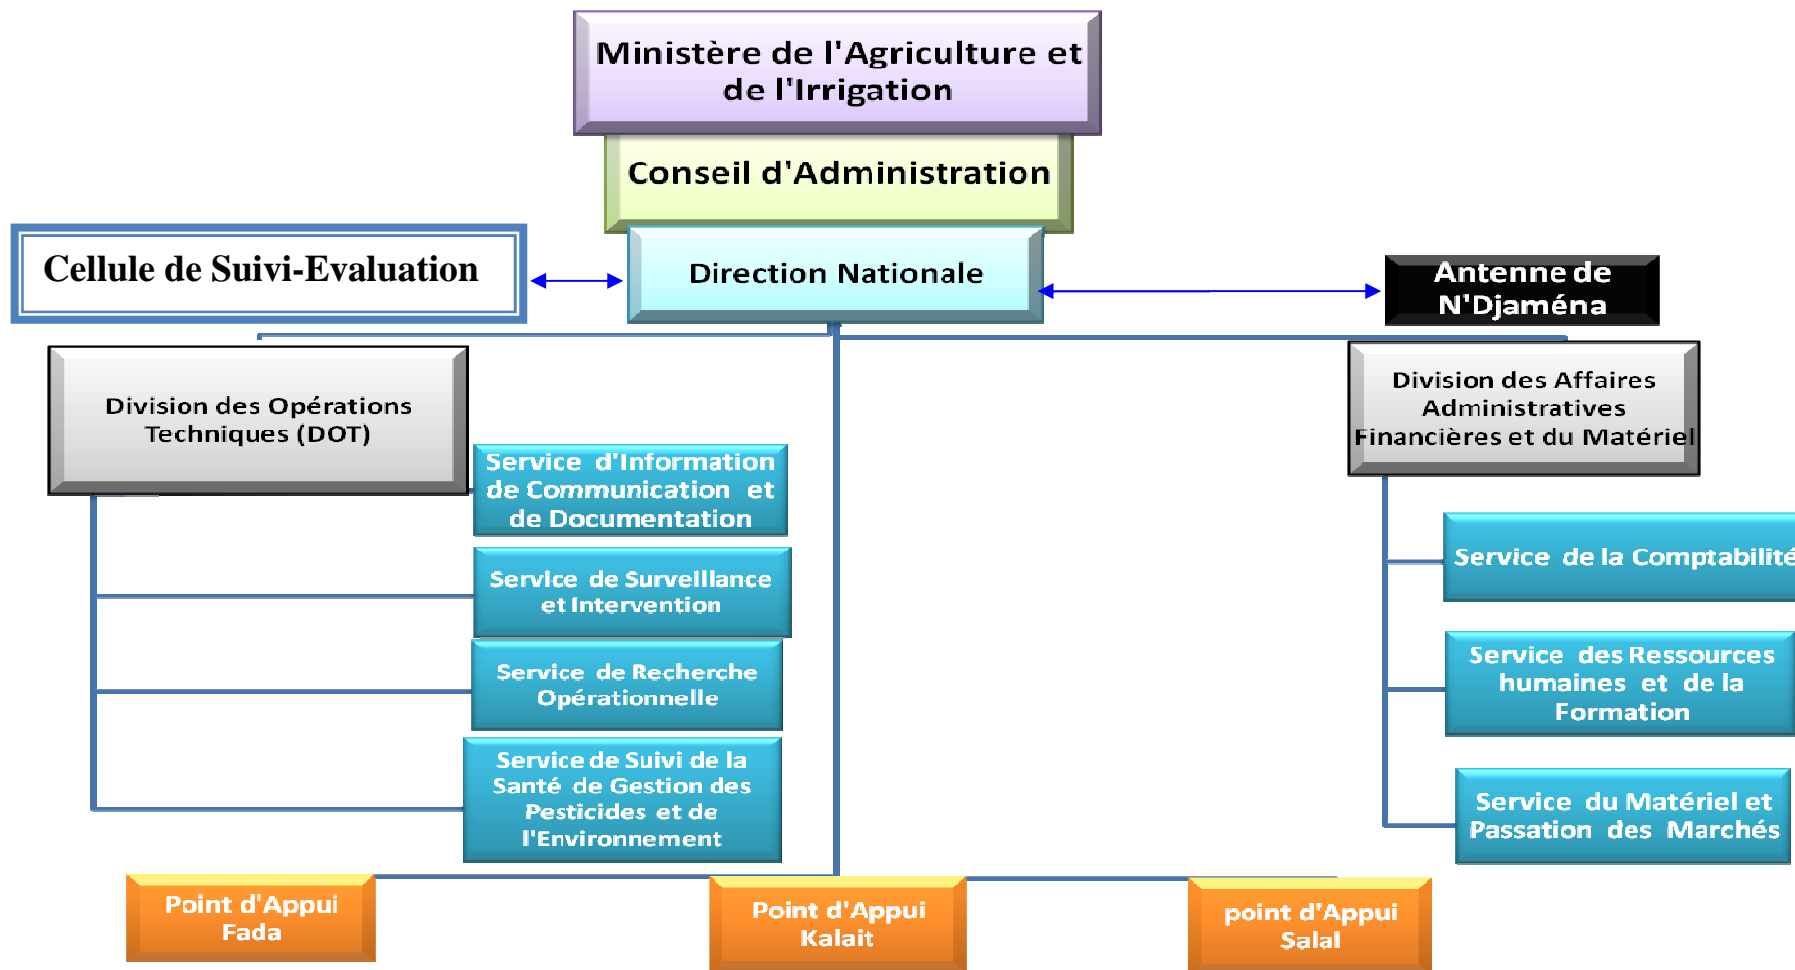 Ministère de l'Agriculture et
de l'Irrigation
Conseil d'Administration
Cellule de Suivi-Evaluation
Direction Nationale
Antenne de
N'Djaména
Division des Opérations
Techniques (DOT)
Division des Affaires
Administratives
Financières et du Matériel
Service d'Information
de Communication et
de Documentation
Service de Surveillance
et Intervention
Service de Recherche
Opérationnelle
Service de Suivi de la
Santé de Gestion des
Pesticides et de
l'Environnement
Service de la Comptabilité
Service des Ressources
humaines et de la
Formation
Service du Matériel et
Passation des Marchés
Point d'Appui
Fada
Point d'Appui
Kalait
point d'Appui
Salal